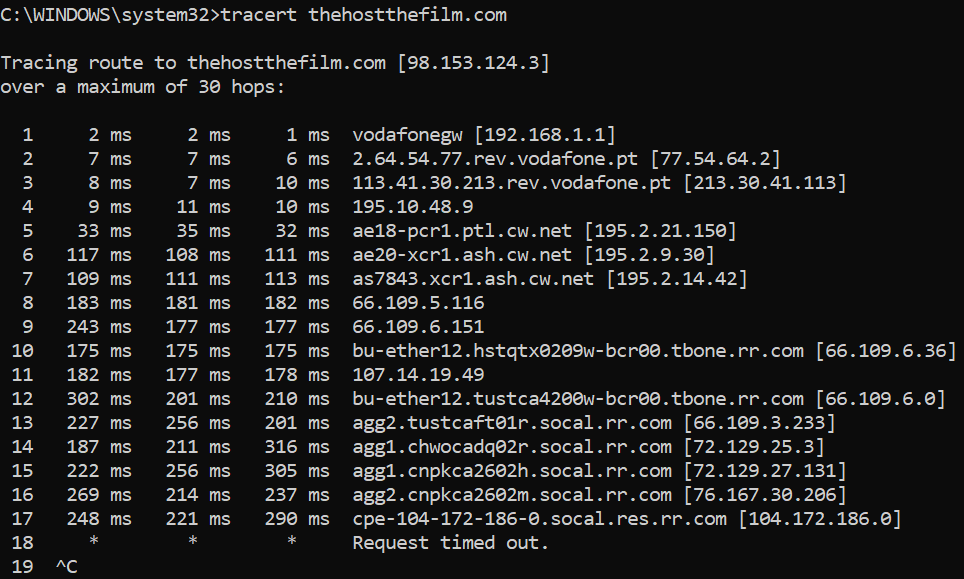 C:\WINDOWS\system32>tracert thehostthefilm.com
Tracing route to thehostthefilm.com [98.153.124.3]
over a maximum of 30 hops:
1 2 ms 2 ms 1 ms vodafonegw [192.168.1.1]
2 7 ms 7 ms 6 ms 2.64.54.77.rev.vodafone.pt [77.54.64.2]
3 8 ms 7 ms 10 ms 113.41.30.213.rev.vodafone.pt [213.30.41.113]
4 9 ms 11 ms 10 ms 195.10.48.9
5 33 ms 35 ms 32 ms ae18-pcr1.ptl.cw.net [195.2.21.150]
6 117 ms 108 ms 111 ms ae20-xcr1.ash.cw.net [195.2.9.30]
7 109 ms 111 ms 113 ms as7843.xcr1.ash.cw.net [195.2.14.42]
8 183 ms 181 ms 182 ms 66.109.5.116
9 243 ms 177 ms 177 ms 66.109.6.151
10 175 ms 175 ms 175 ms bu-ether12.hstqtx0209w-bcr00.tbone.rr.com [66.109.6.36]
11 182 ms 177 ms 178 ms 107.14.19.49
12 302 ms 201 ms 210 ms bu-ether12.tustca4200w-bcr00.tbone.rr.com [66.109.6.0]
13 227 ms 256 ms 201 ms agg2.tustcaft01r.socal.rr.com [66.109.3.233]
14 187 ms 211 ms 316 ms agg1.chwocadq02r.socal.rr.com [72.129.25.3]
15 222 ms 256 ms 305 ms agg1.cnpkca2602h.socal.rr.com [72.129.27.131]
16 269 ms 214 ms 237 ms agg2.cnpkca2602m.socal.rr.com [76.167.30.206]
17 248 ms 221 ms 290 ms cpe-104-172-186-0.socal.res.rr.com [104.172.186.0]
18 * * * Request timed out.
19 ^C